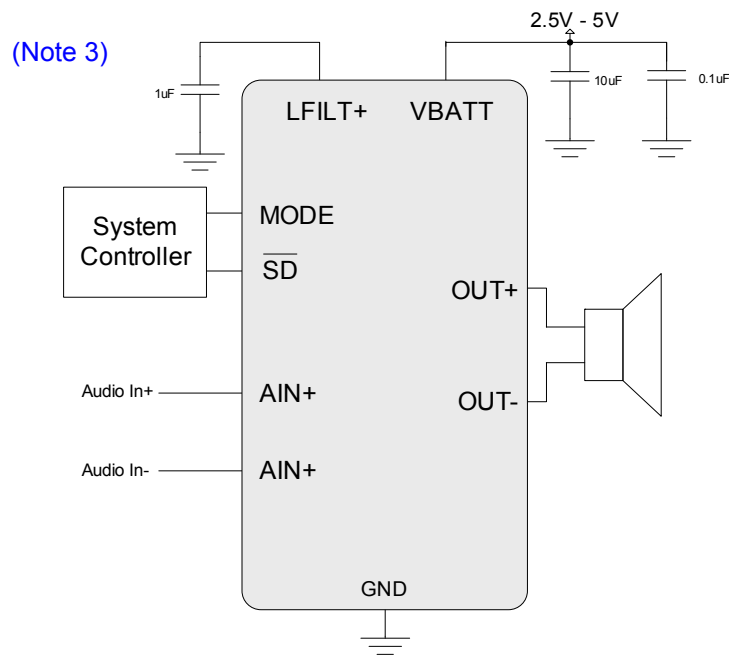 2.5V - 5V
(Note 3)
1uF
10uF
0.1uF
LFILT+
VBATT
System
Controller
MODE
SD
OUT+
Audio In+
AIN+
OUT-
Audio In-
AIN+
GND